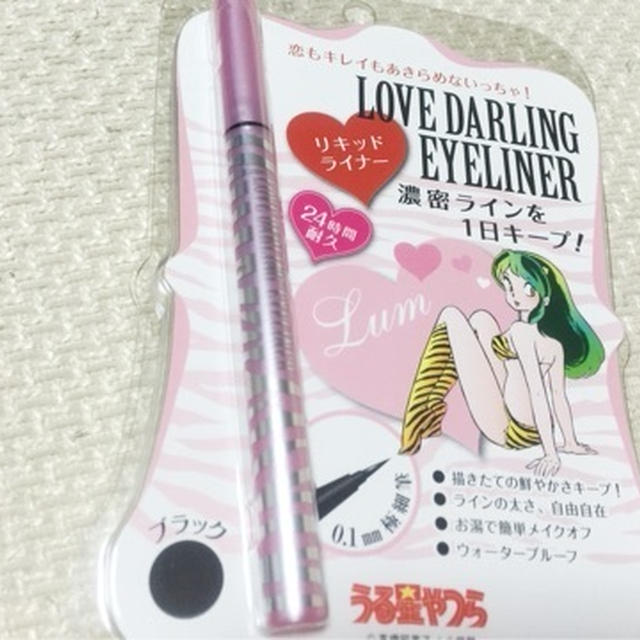 恋もキレイもあきらめないっちゃ!
LOVE DARLING
EYELINER
リキッド
ライナー
濃密ラインを
1日キープ!
24時間
耐久
Lum
0.1mm
ブラック
●描きたての鮮やかさキープ!
●ラインの太さ、自由自在
●お湯で簡単メイクオフ
●ウォータープルーフ
うる星やつら